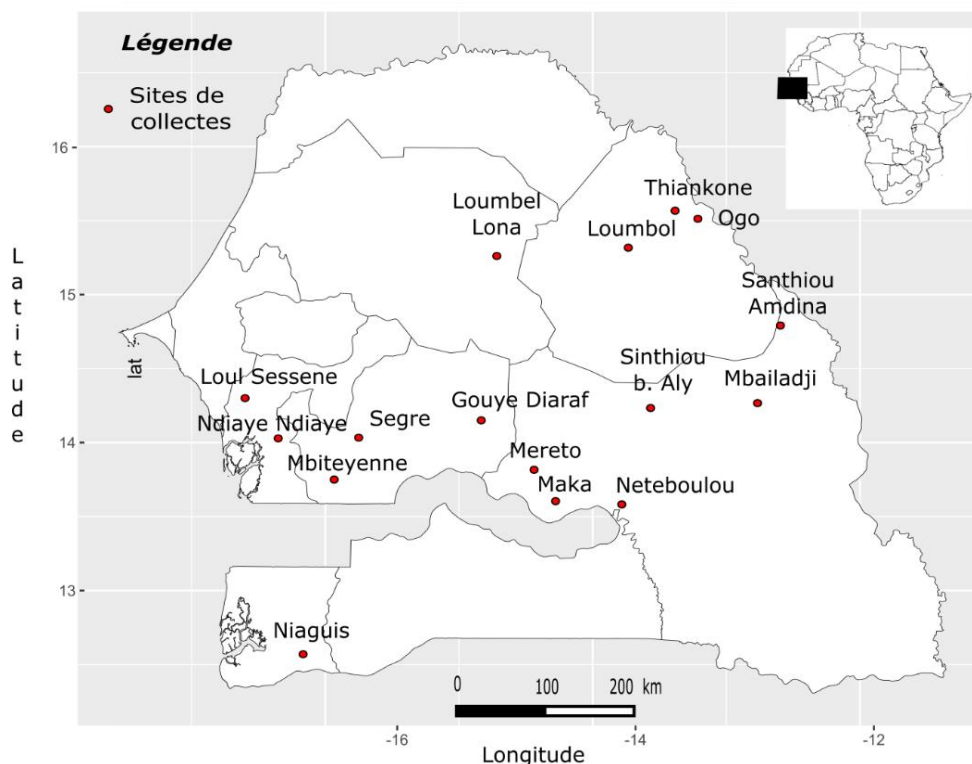 Légende
Sites de
collectes
16
15
14
13
Latitude
lat
Loumbel
Lona
Thiankone
Loumbol
Ogo
Santhiou
Amdina
Sinthiou
b. Aly
Mbailadji
Loul Sessene
Ndiaye Ndiaye
Segre
Gouye Diaraf
Mbiteyenne
Mereto
Maka
Neteboulou
Niaguis
0 100 200 km
-16 -14 -12
Longitude